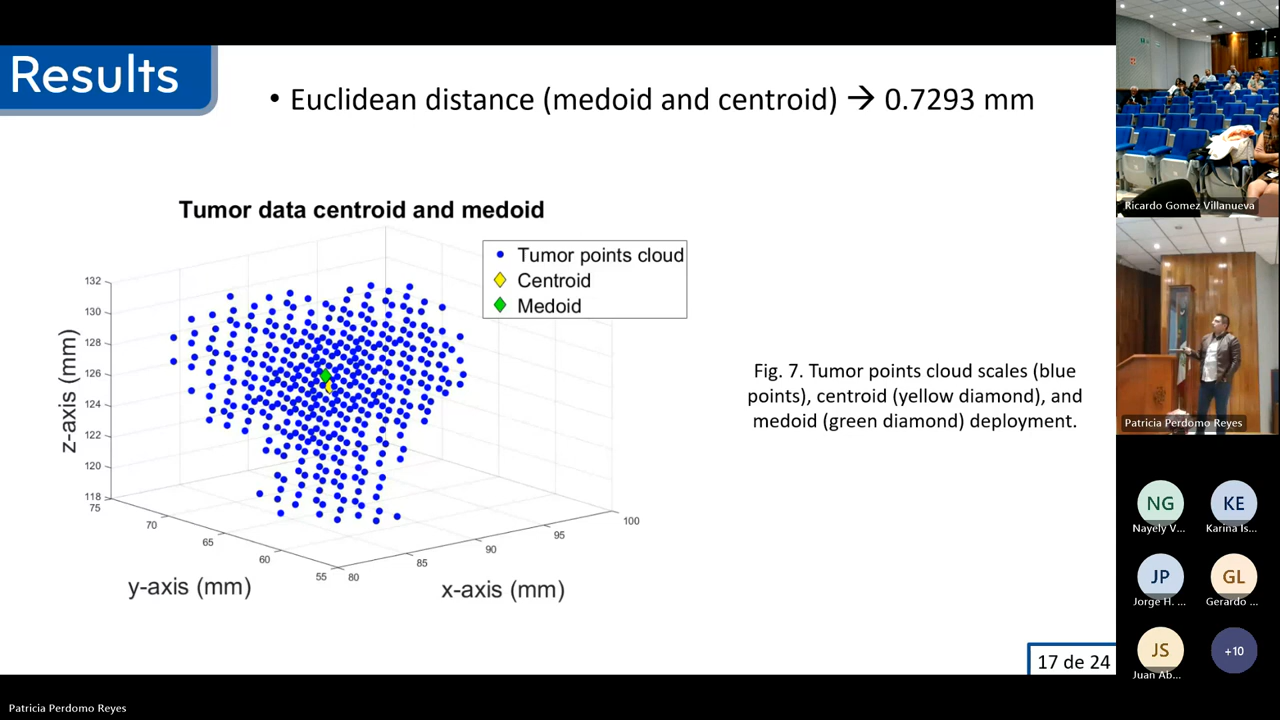 Results
• Euclidean distance (medoid and centroid) → 0.7293 mm
Tumor data centroid and medoid
Tumor points cloud
Centroid
Medoid
132
130
128
126
124
122
120
118
z-axis (mm)
75
70
65
60
55
y-axis (mm)
80
85
90
95
100
x-axis (mm)
Fig. 7. Tumor points cloud scales (blue
points), centroid (yellow diamond), and
medoid (green diamond) deployment.
17 de 24
Ricardo Gomez Villanueva
Patricia Perdomo Reyes
NG
Nayely V...
KE
Karina Is...
JP
Jorge H. ...
GL
Gerardo ...
JS
Juan Ab...
+10
Patricia Perdomo Reyes